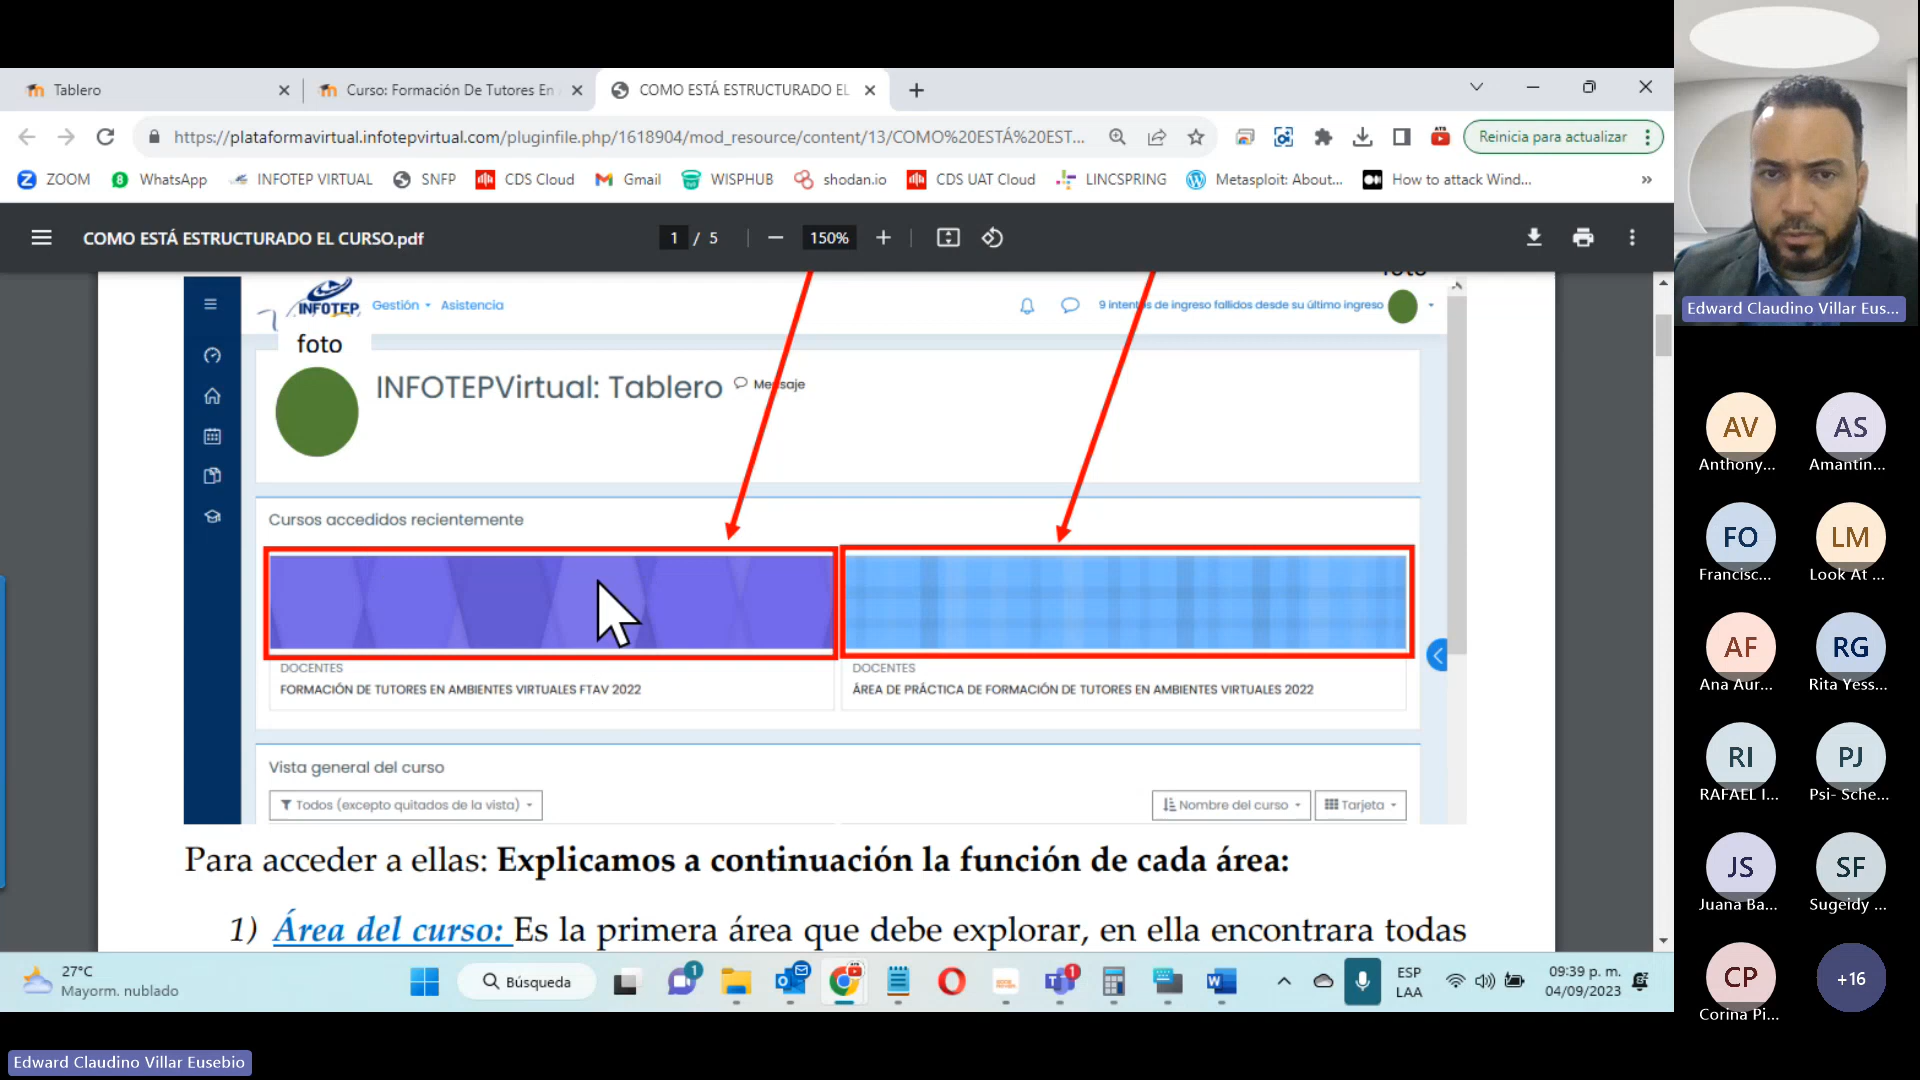 Tablero
Curso: Formación De Tutores En
COMO ESTÁ ESTRUCTURADO EL
https://plataformavirtual.infotepvirtual.com/pluginfile.php/1618904/mod_resource/content/13/COMO%20ESTÁ%20EST...
Reinicia para actualizar
ZOOM
WhatsApp
INFOTEP VIRTUAL
SNFP
CDS Cloud
Gmail
WISPHUB
shodan.io
CDS UAT Cloud
LINCSPRING
Metasploit: About...
How to attack Wind...
»
COMO ESTÁ ESTRUCTURADO EL CURSO.pdf
1 / 5
150%
INFOTEP
Gestión
Asistencia
9 intentos de ingreso fallidos desde su último ingreso
foto
foto
INFOTEPVirtual: Tablero
Mensaje
Cursos accedidos recientemente
DOCENTES
FORMACIÓN DE TUTORES EN AMBIENTES VIRTUALES FTAV 2022
DOCENTES
ÁREA DE PRÁCTICA DE FORMACIÓN DE TUTORES EN AMBIENTES VIRTUALES 2022
Vista general del curso
Todos (excepto quitados de la vista)
Nombre del curso
Tarjeta
Para acceder a ellas: Explicamos a continuación la función de cada área:
1) Área del curso: Es la primera área que debe explorar, en ella encontrara todas
27°C
Mayorm. nublado
Búsqueda
1
1
ESP
LAA
09:39 p. m.
04/09/2023
Edward Claudino Villar Eusebio
Edward Claudino Villar Eus...
AV
Anthony...
AS
Amantin...
FO
Francisc...
LM
Look At ...
AF
Ana Aur...
RG
Rita Yess...
RI
RAFAEL I...
PJ
Psi- Sche...
JS
Juana Ba...
SF
Sugeidy ...
CP
Corina Pi...
+16